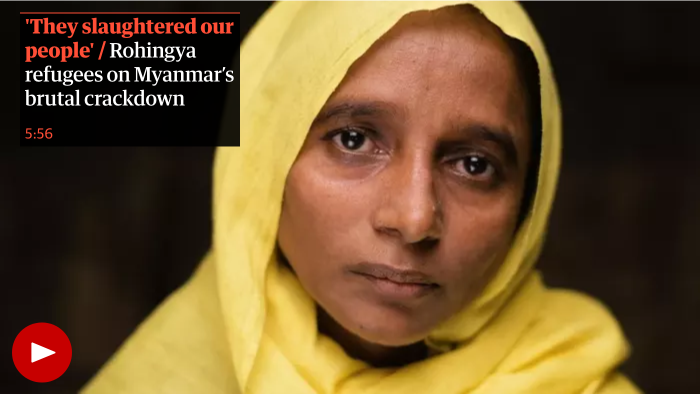 'They slaughtered our
people' / Rohingya
refugees on Myanmar's
brutal crackdown
5:56